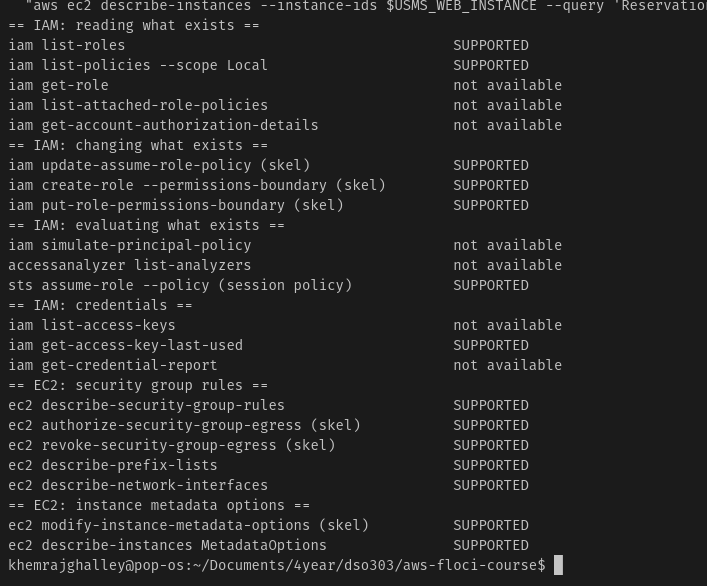 "aws ec2 describe-instances --instance-ids $USMS_WEB_INSTANCE --query 'Reservatio
== IAM: reading what exists ==
iam list-roles SUPPORTED
iam list-policies --scope Local SUPPORTED
iam get-role not available
iam list-attached-role-policies not available
iam get-account-authorization-details not available
== IAM: changing what exists ==
iam update-assume-role-policy (skel) SUPPORTED
iam create-role --permissions-boundary (skel) SUPPORTED
iam put-role-permissions-boundary (skel) SUPPORTED
== IAM: evaluating what exists ==
iam simulate-principal-policy not available
accessanalyzer list-analyzers not available
sts assume-role --policy (session policy) SUPPORTED
== IAM: credentials ==
iam list-access-keys not available
iam get-access-key-last-used SUPPORTED
iam get-credential-report not available
== EC2: security group rules ==
ec2 describe-security-group-rules SUPPORTED
ec2 authorize-security-group-egress (skel) SUPPORTED
ec2 revoke-security-group-egress (skel) SUPPORTED
ec2 describe-prefix-lists SUPPORTED
ec2 describe-network-interfaces SUPPORTED
== EC2: instance metadata options ==
ec2 modify-instance-metadata-options (skel) SUPPORTED
ec2 describe-instances MetadataOptions SUPPORTED
khemrajghalley@pop-os:~/Documents/4year/dso303/aws-floci-course$